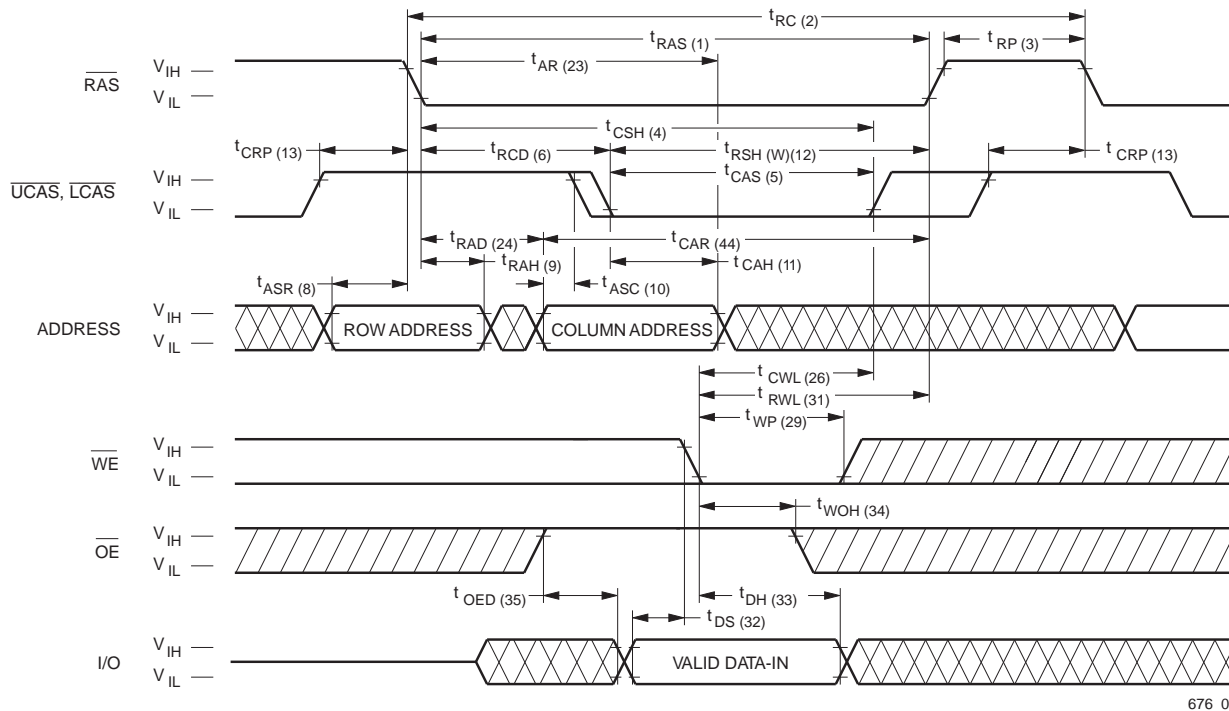 tRC (2)
tRAS (1)
tRP (3)
tAR (23)
RAS
VIH
VIL
tCSH (4)
tCRP (13)
tRCD (6)
tRSH (W)(12)
tCRP (13)
tCAS (5)
UCAS, LCAS
VIH
VIL
tRAD (24)
tCAR (44)
tRAH (9)
tCAH (11)
tASR (8)
tASC (10)
ADDRESS
VIH
VIL
ROW ADDRESS
COLUMN ADDRESS
tCWL (26)
tRWL (31)
tWP (29)
WE
VIH
VIL
tWOH (34)
OE
VIH
VIL
tOED (35)
tDH (33)
tDS (32)
I/O
VIH
VIL
VALID DATA-IN
676 0